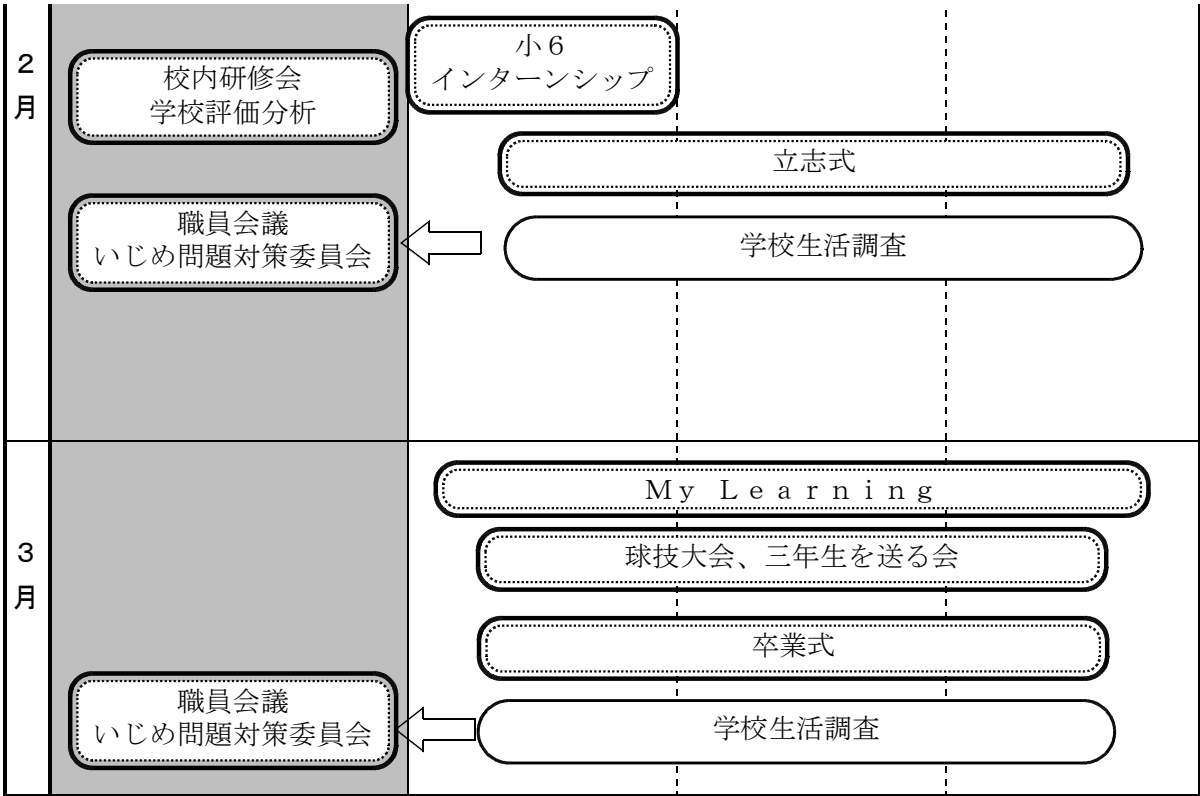 ２
月
校内研修会
学校評価分析
小６
インターンシップ
立志式
職員会議
いじめ問題対策委員会
学校生活調査
３
月
Ｍｙ Ｌｅａｒｎｉｎｇ
球技大会、三年生を送る会
卒業式
職員会議
いじめ問題対策委員会
学校生活調査